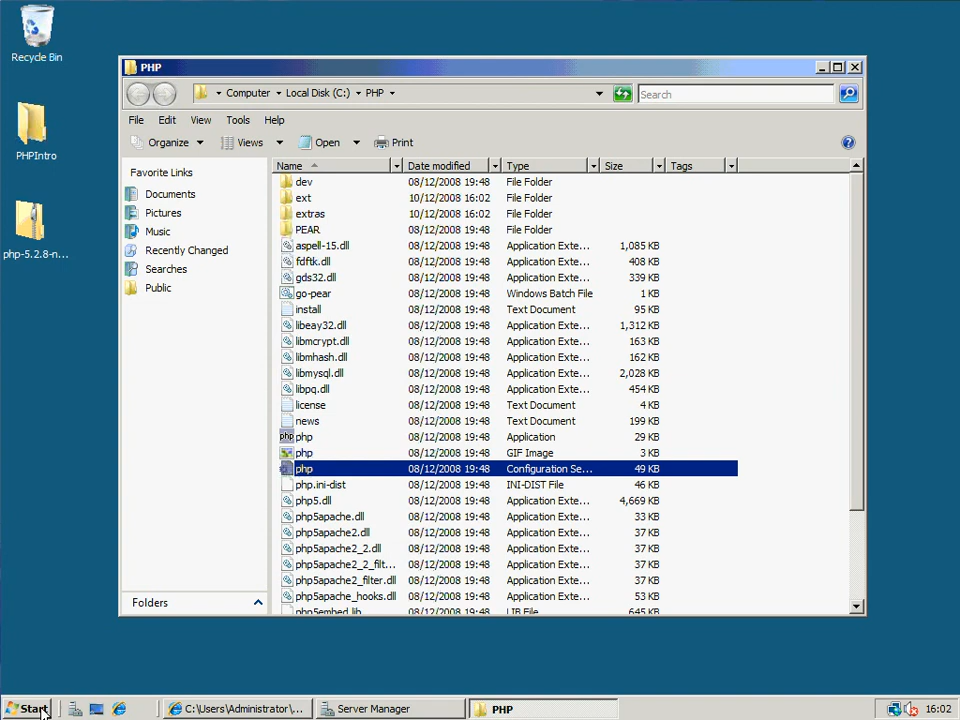 Recycle Bin
PHPIntro
php-5.2.8-n...
PHP
Computer Local Disk (C:) PHP
Search
File Edit View Tools Help
Organize Views Open Print
Favorite Links
Documents
Pictures
Music
Recently Changed
Searches
Public
Folders
Name Date modified Type Size Tags
dev 08/12/2008 19:48 File Folder
ext 10/12/2008 16:02 File Folder
extras 10/12/2008 16:02 File Folder
PEAR 08/12/2008 19:48 File Folder
aspell-15.dll 08/12/2008 19:48 Application Exte... 1,085 KB
fdftk.dll 08/12/2008 19:48 Application Exte... 408 KB
gds32.dll 08/12/2008 19:48 Application Exte... 339 KB
go-pear 08/12/2008 19:48 Windows Batch File 1 KB
install 08/12/2008 19:48 Text Document 95 KB
libeay32.dll 08/12/2008 19:48 Application Exte... 1,312 KB
libmcrypt.dll 08/12/2008 19:48 Application Exte... 163 KB
libmhash.dll 08/12/2008 19:48 Application Exte... 162 KB
libmysql.dll 08/12/2008 19:48 Application Exte... 2,028 KB
libpq.dll 08/12/2008 19:48 Application Exte... 454 KB
license 08/12/2008 19:48 Text Document 4 KB
news 08/12/2008 19:48 Text Document 199 KB
php php 08/12/2008 19:48 Application 29 KB
php 08/12/2008 19:48 GIF Image 3 KB
php 08/12/2008 19:48 Configuration Se... 49 KB
php.ini-dist 08/12/2008 19:48 INI-DIST File 46 KB
php5.dll 08/12/2008 19:48 Application Exte... 4,669 KB
php5apache.dll 08/12/2008 19:48 Application Exte... 33 KB
php5apache2.dll 08/12/2008 19:48 Application Exte... 37 KB
php5apache2_2.dll 08/12/2008 19:48 Application Exte... 37 KB
php5apache2_2_filt... 08/12/2008 19:48 Application Exte... 37 KB
php5apache2_filter.dll 08/12/2008 19:48 Application Exte... 37 KB
php5apache_hooks.dll 08/12/2008 19:48 Application Exte... 53 KB
php5embed.lib 08/12/2008 19:48 LIB File 645 KB
Start C:\Users\Administrator\... Server Manager PHP 16:02